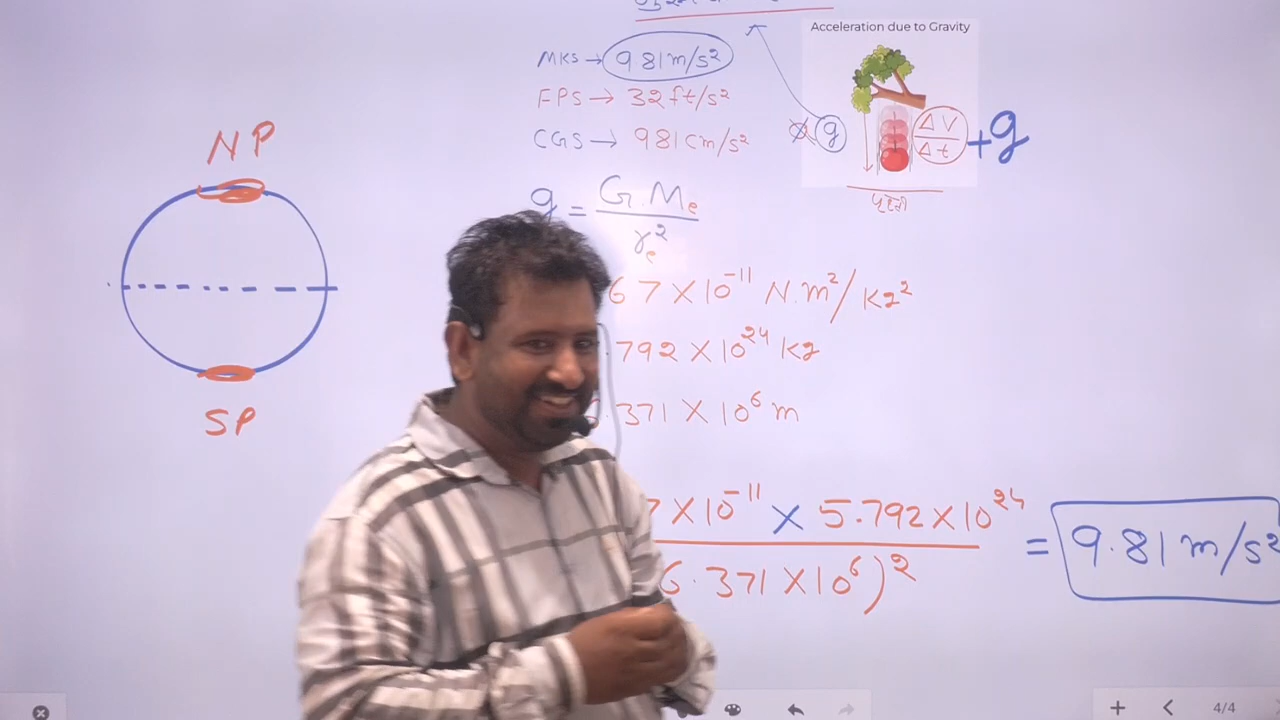 Acceleration due to Gravity
MKS → 9.81 m/s²
FPS → 32 ft/s²
CGS → 981 cm/s²
g
ΔV
Δt
+g
पृथ्वी
NP
g = G.Me
re²
67 × 10⁻¹¹ N.m²/Kg²
.792 × 10²⁴ Kg
.371 × 10⁶ m
SP
7 × 10⁻¹¹ × 5.792 × 10²⁴
6.371 × 10⁶)²
= 9.81 m/s²
4/4